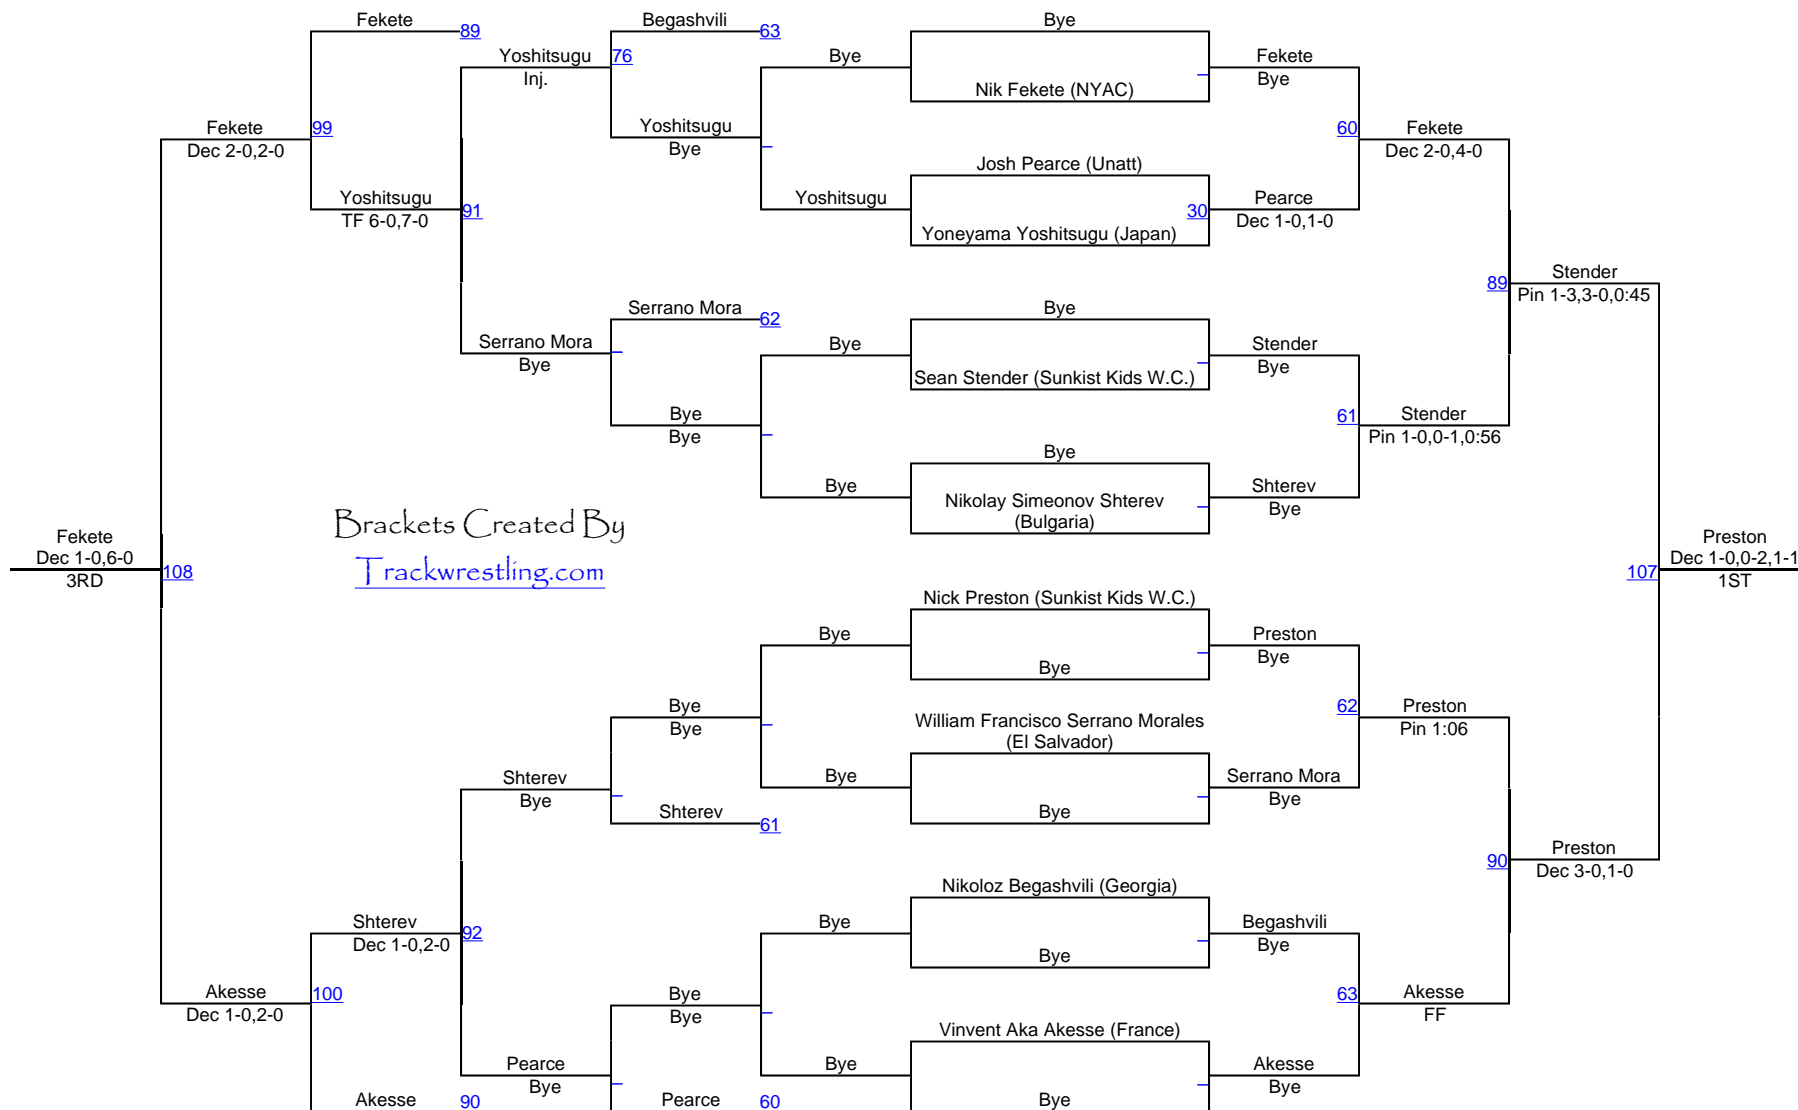 Fekete
89
Begashvili
63
Bye
Yoshitsugu
76
Bye
Fekete
Inj.
Bye
Nik Fekete (NYAC)
Fekete
99
Yoshitsugu
60
Fekete
Dec 2-0,2-0
Bye
Dec 2-0,4-0
Josh Pearce (Unatt)
Yoshitsugu
91
Yoshitsugu
30
Pearce
TF 6-0,7-0
Dec 1-0,1-0
Yoneyama Yoshitsugu (Japan)
89
Stender
Pin 1-3,3-0,0:45
Serrano Mora
62
Bye
Serrano Mora
Bye
Stender
Bye
Bye
Sean Stender (Sunkist Kids W.C.)
Bye
61
Stender
Bye
Pin 1-0,0-1,0:56
Bye
Bye
Nikolay Simeonov Shterev
(Bulgaria)
Shterev
Bye
Brackets Created By
Trackwrestling.com
Fekete
Dec 1-0,6-0
3RD
108
107
Preston
Dec 1-0,0-2,1-1
1ST
Nick Preston (Sunkist Kids W.C.)
Bye
Preston
Bye
Bye
Bye
62
Preston
Bye
Pin 1:06
William Francisco Serrano Morales
(El Salvador)
Shterev
Bye
Bye
Serrano Mora
Bye
Shterev
61
Bye
90
Preston
Dec 3-0,1-0
Nikoloz Begashvili (Georgia)
Shterev
92
Bye
Begashvili
Dec 1-0,2-0
Bye
Bye
Akesse
100
Bye
63
Akesse
Dec 1-0,2-0
Bye
FF
Vinvent Aka Akesse (France)
Pearce
Bye
Bye
Akesse
Bye
Akesse
90
Pearce
60
Bye